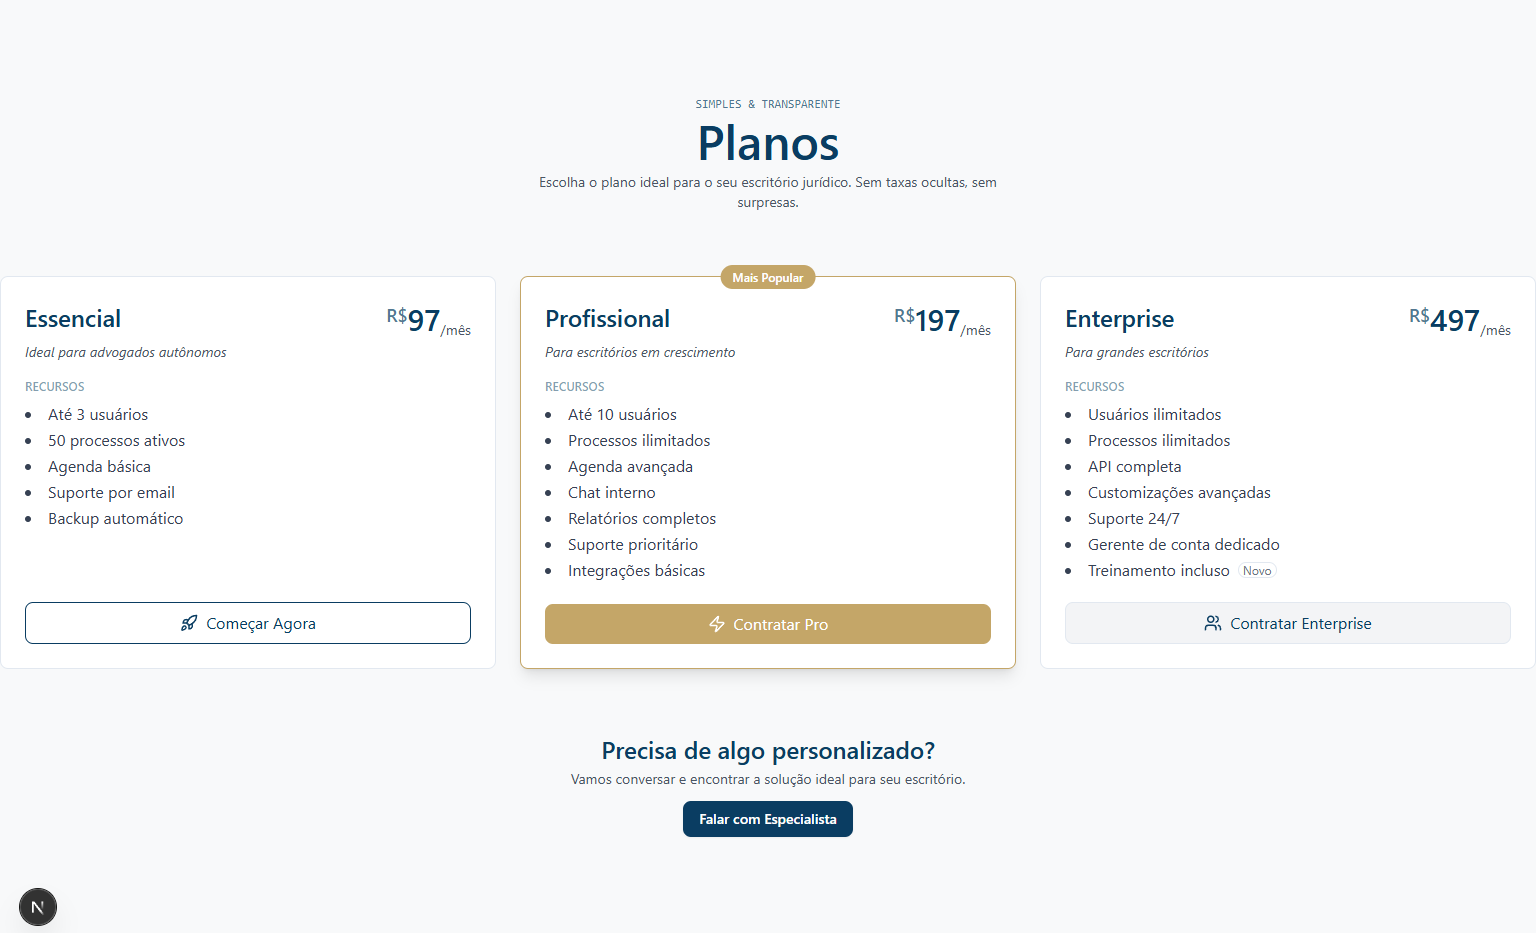 SIMPLES & TRANSPARENTE
Planos
Escolha o plano ideal para o seu escritório jurídico. Sem taxas ocultas, sem
surpresas.
Essencial
R$97/mês
Ideal para advogados autônomos
RECURSOS
Até 3 usuários
50 processos ativos
Agenda básica
Suporte por email
Backup automático
Começar Agora
Mais Popular
Profissional
R$197/mês
Para escritórios em crescimento
RECURSOS
Até 10 usuários
Processos ilimitados
Agenda avançada
Chat interno
Relatórios completos
Suporte prioritário
Integrações básicas
Contratar Pro
Enterprise
R$497/mês
Para grandes escritórios
RECURSOS
Usuários ilimitados
Processos ilimitados
API completa
Customizações avançadas
Suporte 24/7
Gerente de conta dedicado
Treinamento incluso Novo
Contratar Enterprise
Precisa de algo personalizado?
Vamos conversar e encontrar a solução ideal para seu escritório.
Falar com Especialista
N